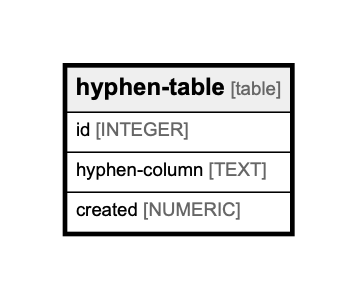 hyphen-table [table]
id [INTEGER]
hyphen-column [TEXT]
created [NUMERIC]